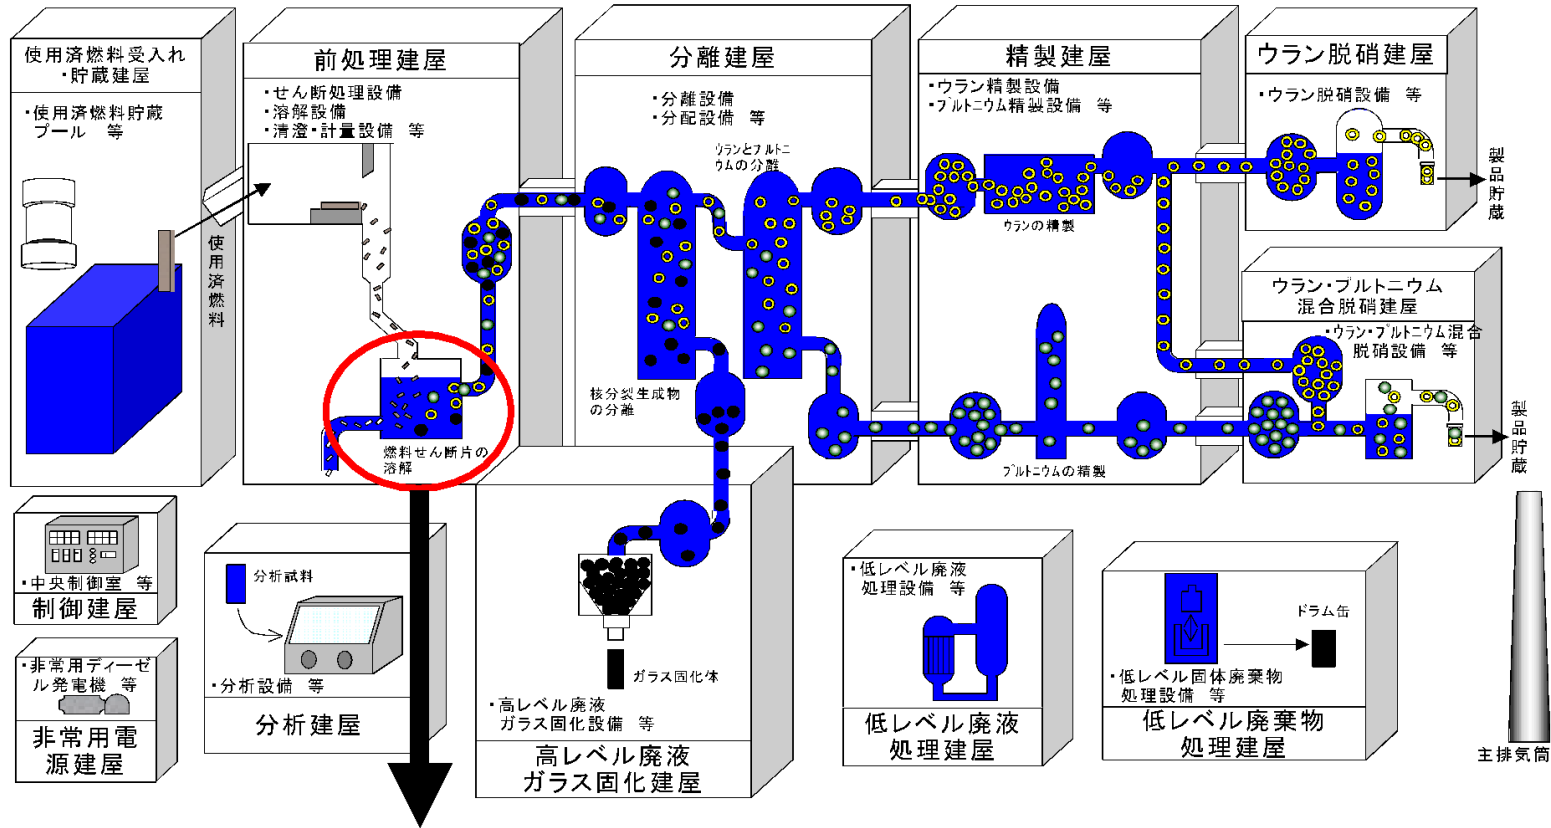 使用済燃料受入れ
・貯蔵建屋
・使用済燃料貯蔵
プール 等
使用済燃料
前処理建屋
・せん断処理設備
・溶解設備
・清澄・計量設備 等
燃料せん断片の
溶解
分離建屋
・分離設備
・分配設備 等
ウランとプルトニ
ウムの分離
核分裂生成物
の分離
精製建屋
・ウラン精製設備
・プルトニウム精製設備 等
ウランの精製
プルトニウムの精製
ウラン脱硝建屋
・ウラン脱硝設備 等
製品貯蔵
ウラン・プルトニウム
混合脱硝建屋
・ウラン・プルトニウム混合
脱硝設備 等
製品貯蔵
・中央制御室 等
制御建屋
・非常用ディーゼ
ル発電機 等
非常用電
源建屋
分析試料
・分析設備 等
分析建屋
ガラス固化体
・高レベル廃液
ガラス固化設備 等
高レベル廃液
ガラス固化建屋
・低レベル廃液
処理設備 等
低レベル廃液
処理建屋
ドラム缶
・低レベル固体廃棄物
処理設備 等
低レベル廃棄物
処理建屋
主排気筒